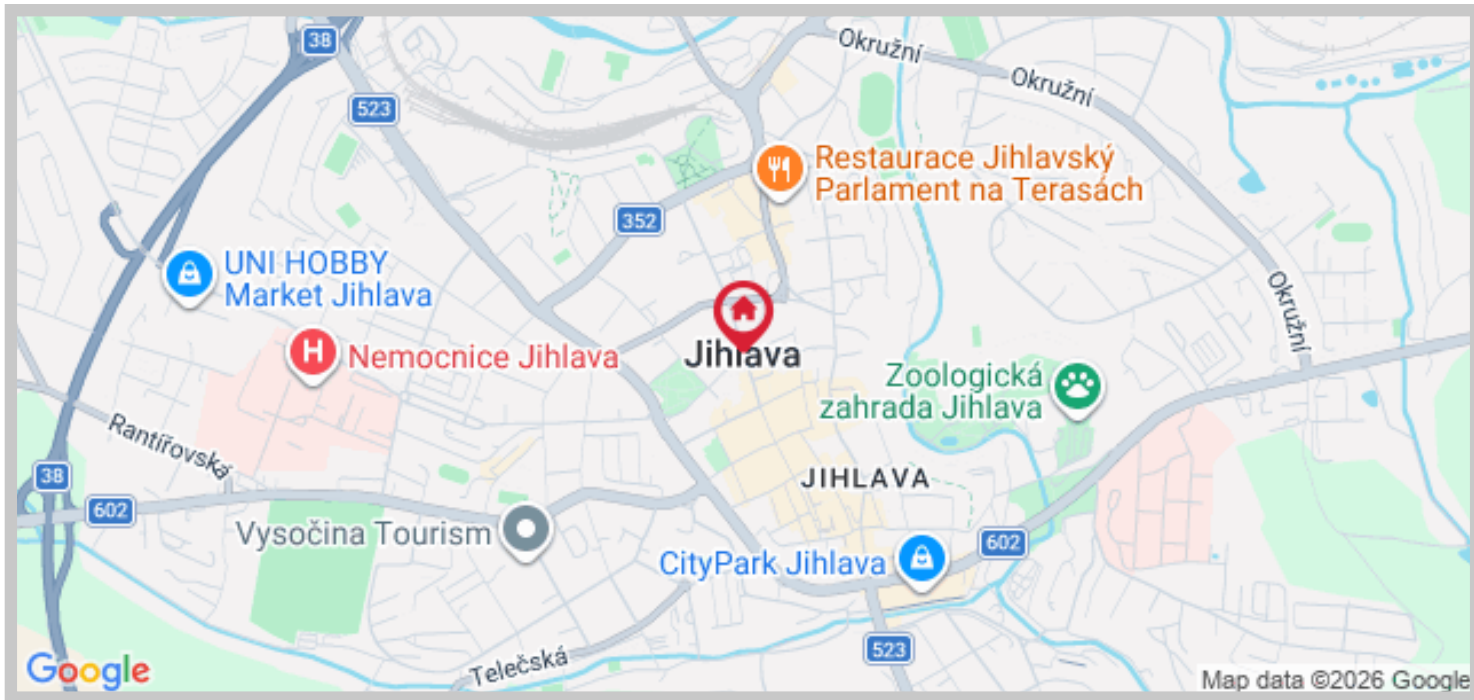 38
Okružní
Okružní
523
Restaurace Jihlavský
Parlament na Terasách
352
UNI HOBBY
Market Jihlava
Okružní
H
Nemocnice Jihlava
Jihlava
Zoologická
zahrada Jihlava
Rantířovská
38
JIHLAVA
602
Vysočina Tourism
602
CityPark Jihlava
523
Telečská
Google
Map data ©2026 Google